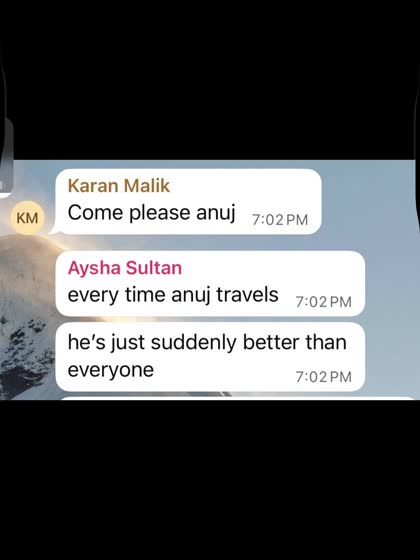 Karan Malik
KM
Come please anuj 7:02 PM
Aysha Sultan
every time anuj travels 7:02 PM
he's just suddenly better than
everyone 7:02 PM